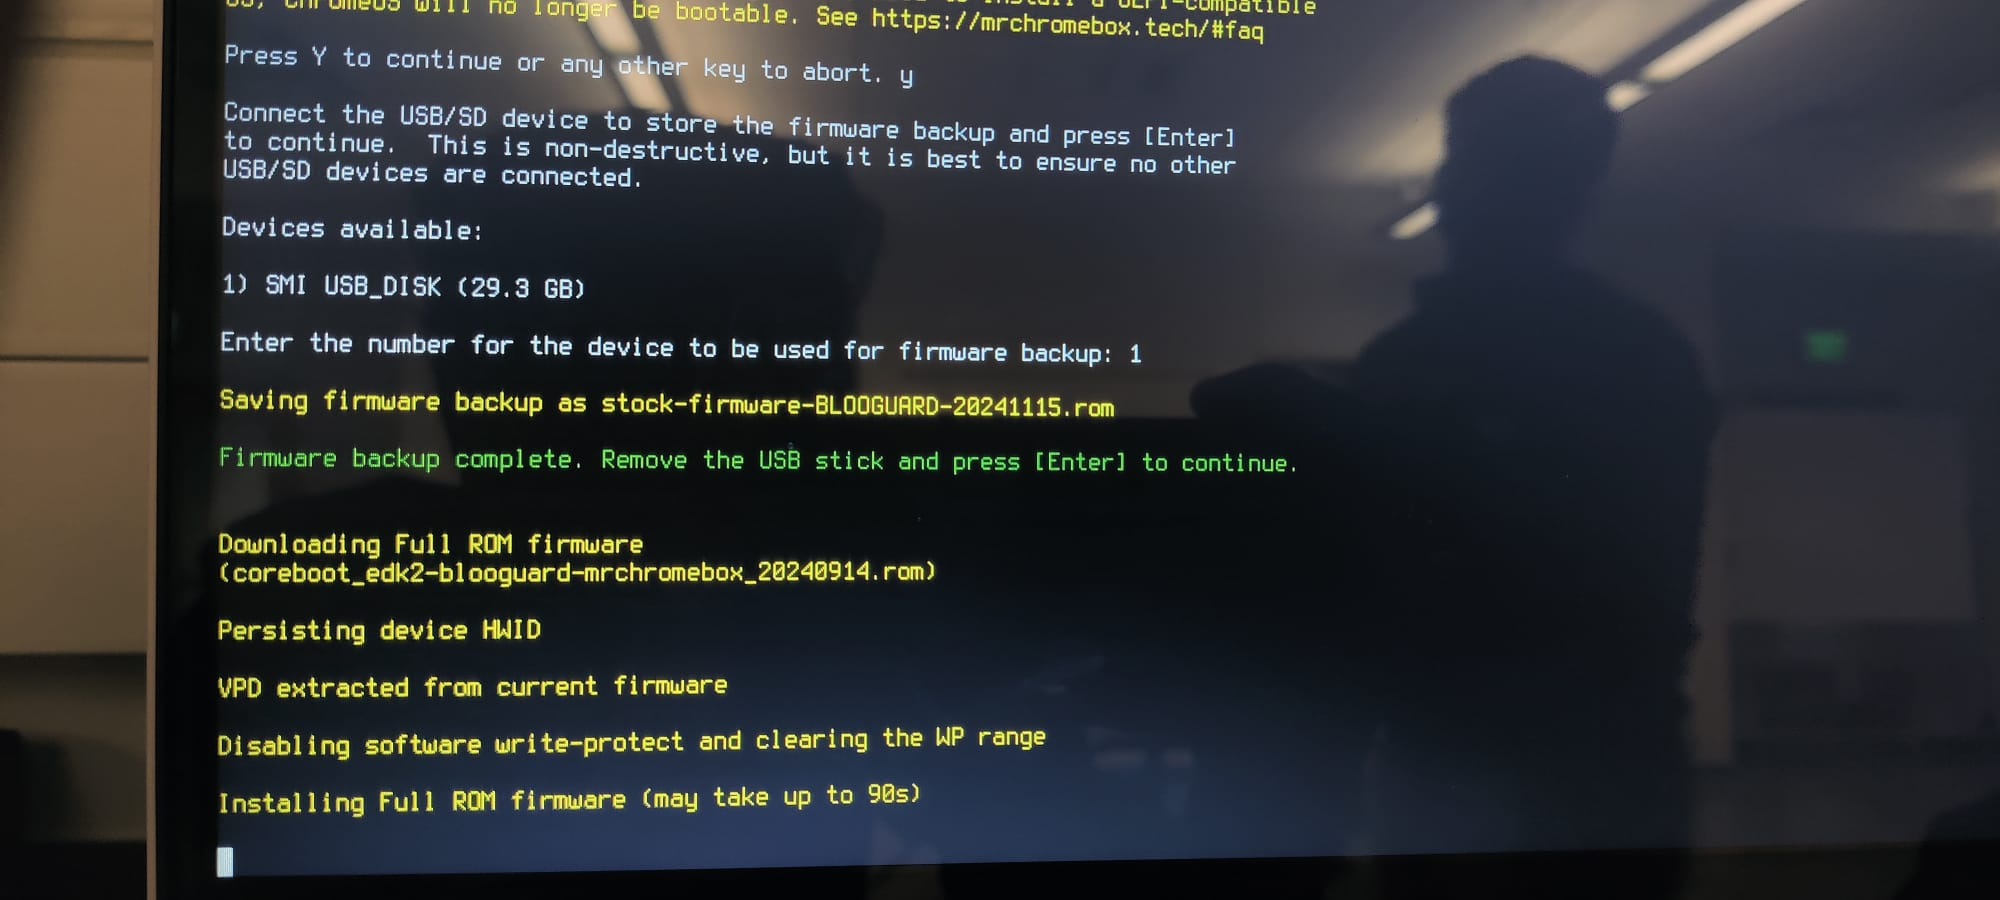 OS, ChromeOS will no longer be bootable. See https://mrchromebox.tech/#faq
Press Y to continue or any other key to abort. y
Connect the USB/SD device to store the firmware backup and press [Enter]
to continue.  This is non-destructive, but it is best to ensure no other
USB/SD devices are connected.
Devices available:
1) SMI USB_DISK (29.3 GB)
Enter the number for the device to be used for firmware backup: 1
Saving firmware backup as stock-firmware-BLOOGUARD-20241115.rom
Firmware backup complete. Remove the USB stick and press [Enter] to continue.
Downloading Full ROM firmware
(coreboot_edk2-blooguard-mrchromebox_20240914.rom)
Persisting device HWID
VPD extracted from current firmware
Disabling software write-protect and clearing the WP range
Installing Full ROM firmware (may take up to 90s)